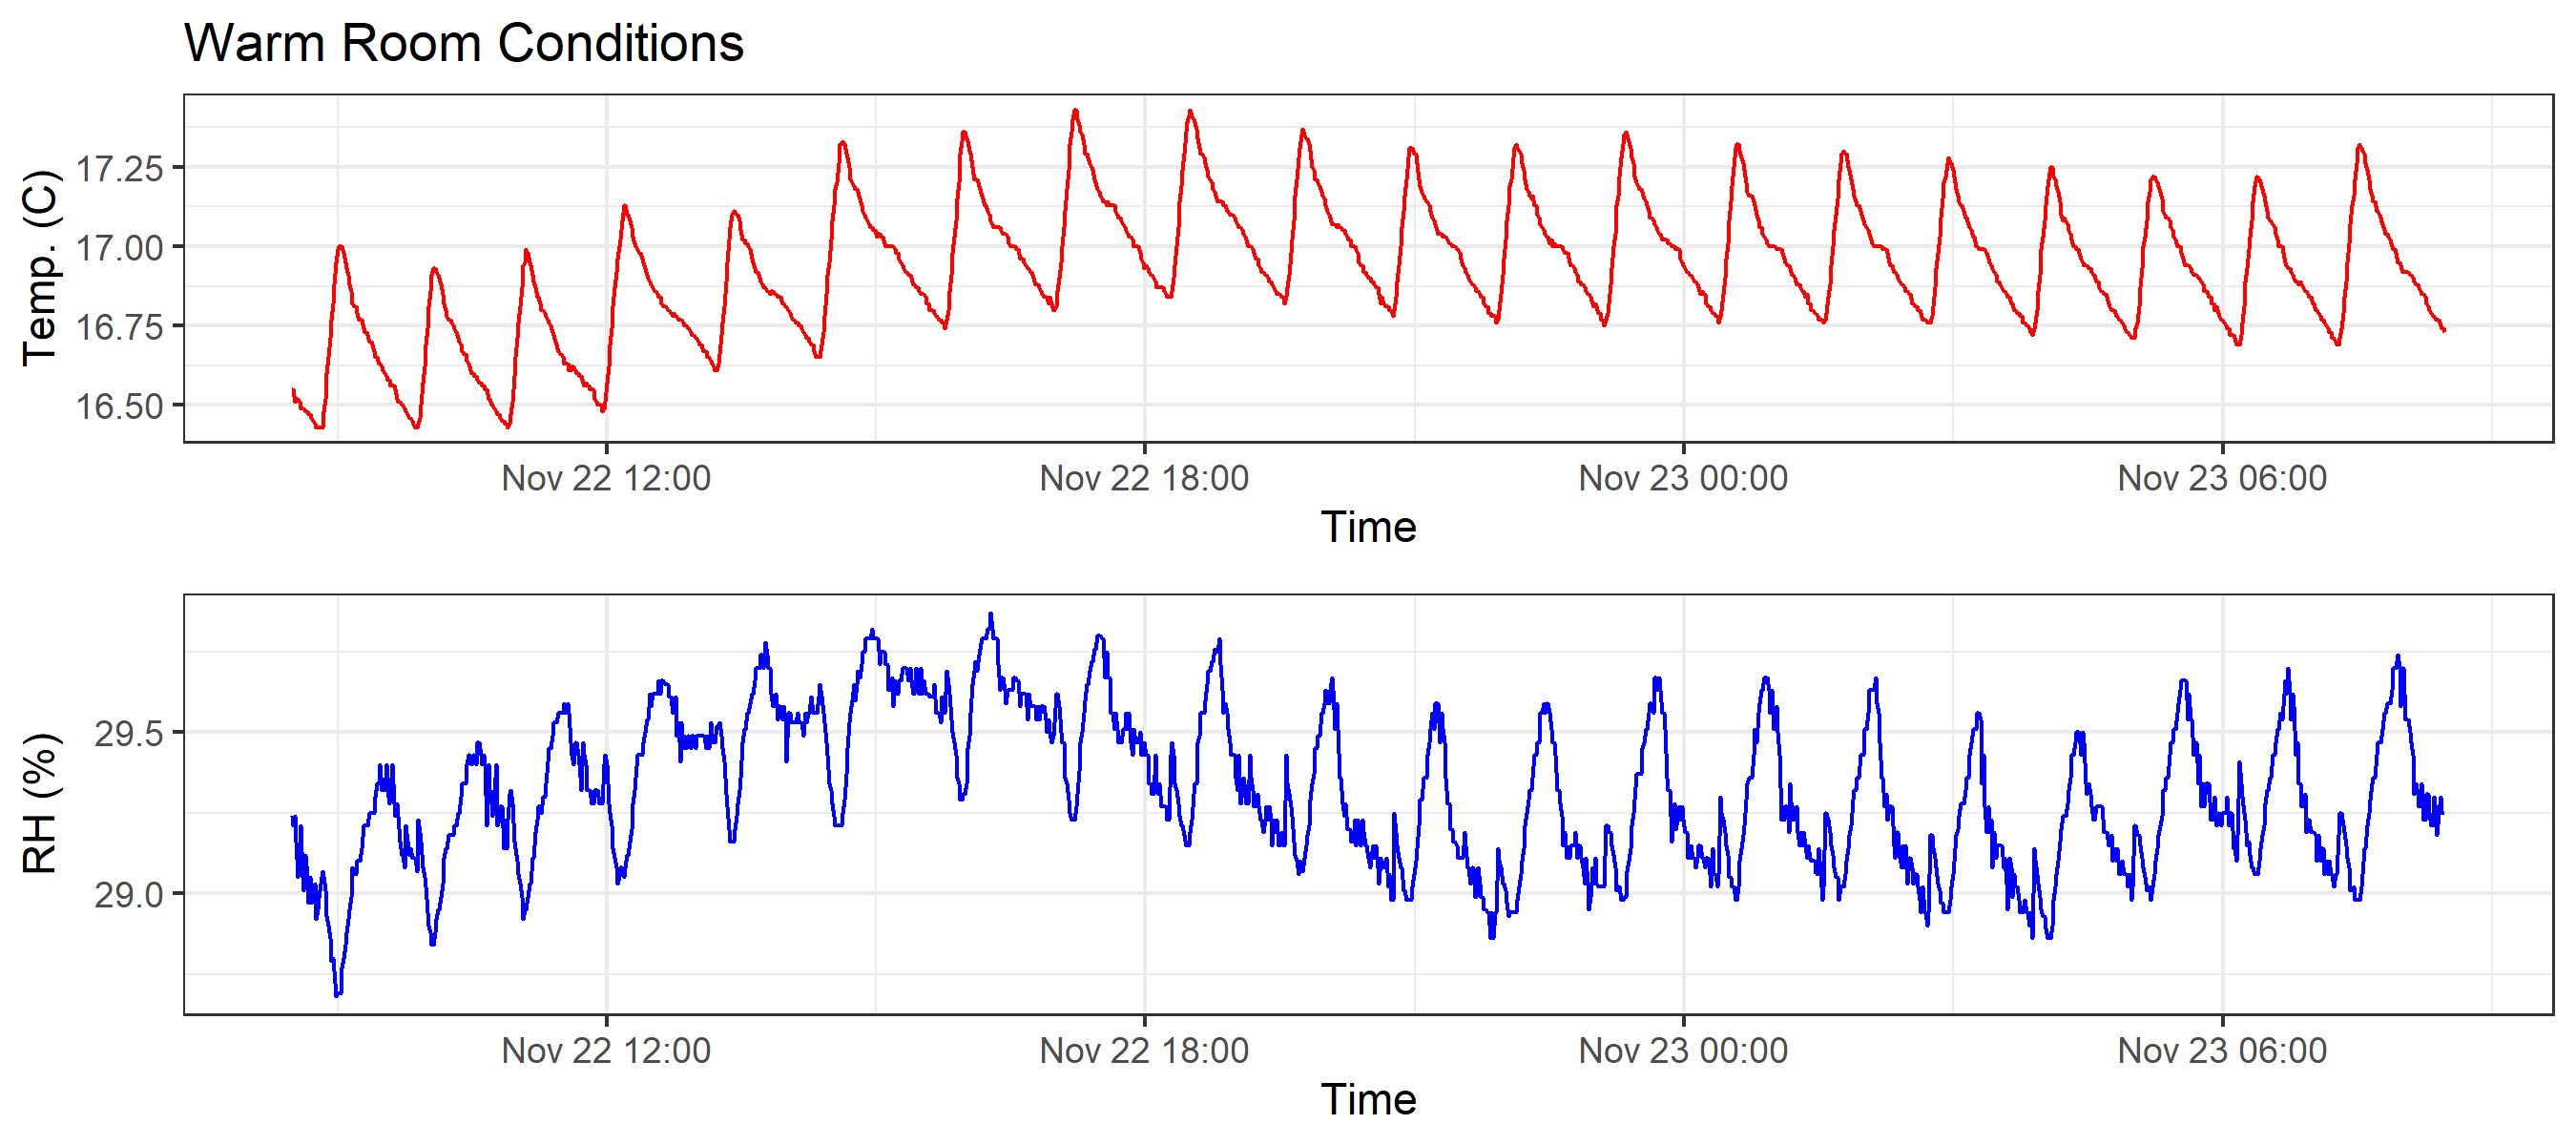 Warm Room Conditions
Temp. (C)
17.25
17.00
16.75
16.50
Nov 22 12:00 Nov 22 18:00 Nov 23 00:00 Nov 23 06:00
Time
RH (%)
29.5
29.0
Nov 22 12:00 Nov 22 18:00 Nov 23 00:00 Nov 23 06:00
Time